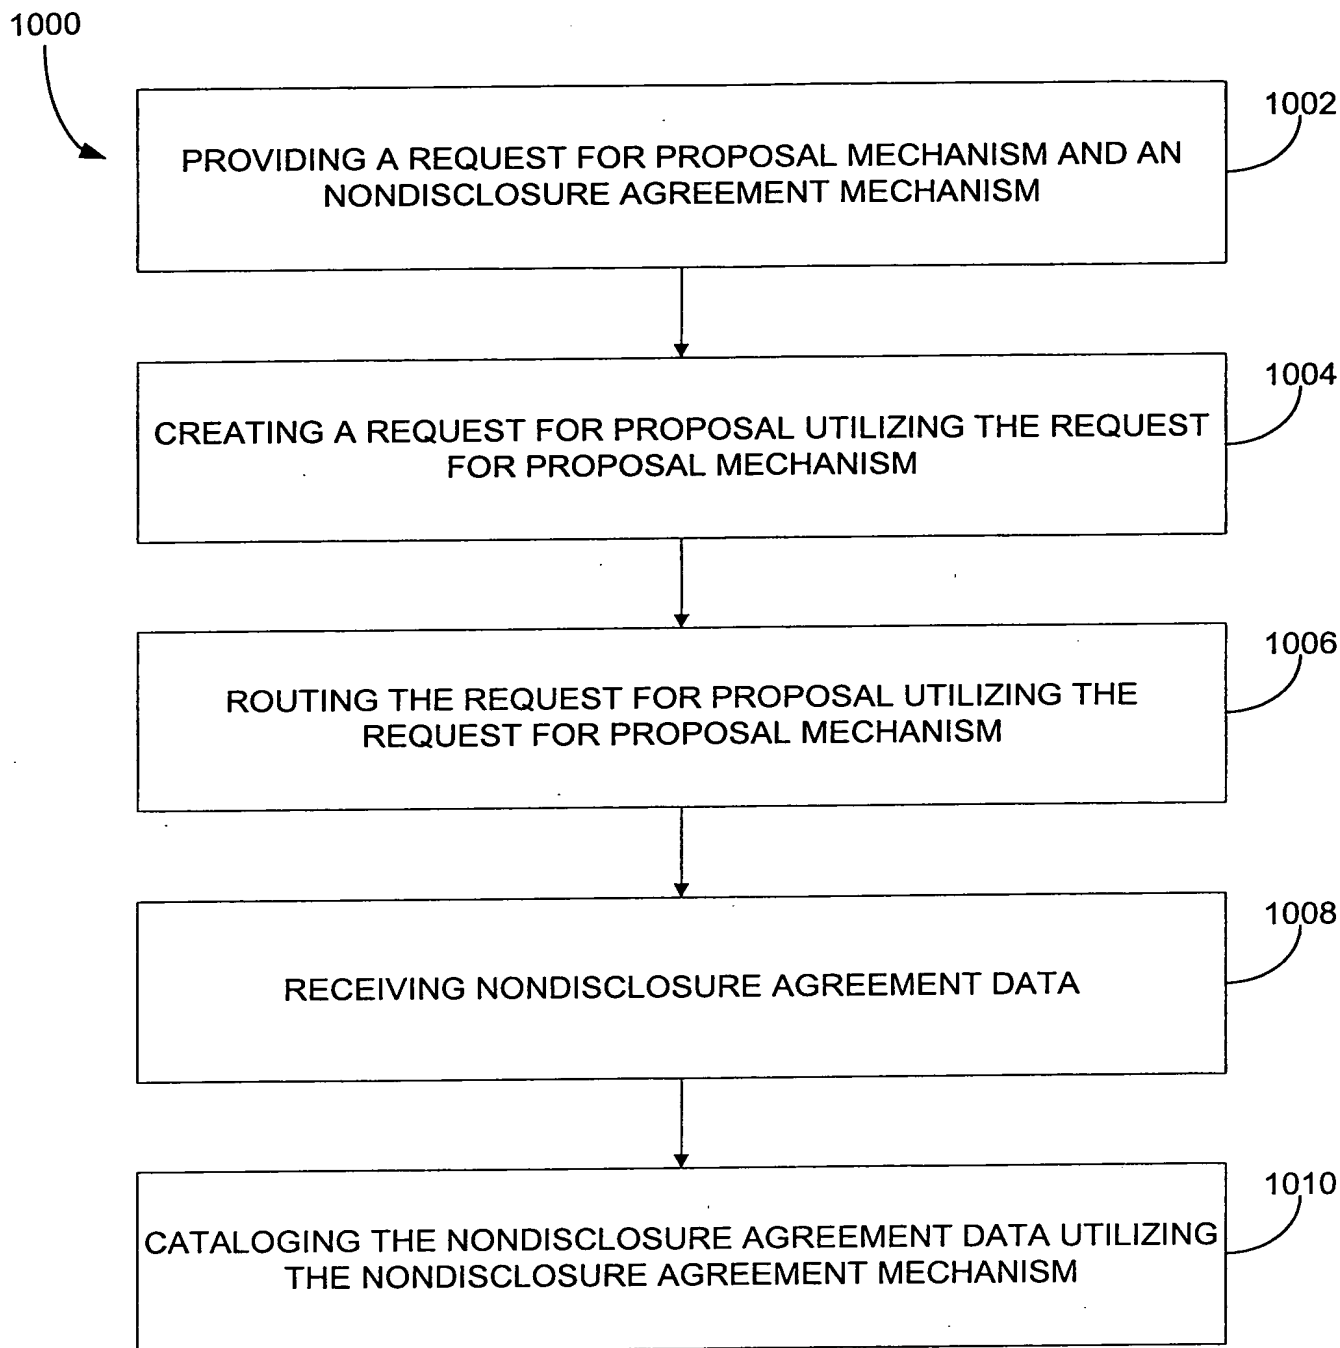 1000
1002
PROVIDING A REQUEST FOR PROPOSAL MECHANISM AND AN
NONDISCLOSURE AGREEMENT MECHANISM
1004
CREATING A REQUEST FOR PROPOSAL UTILIZING THE REQUEST
FOR PROPOSAL MECHANISM
1006
ROUTING THE REQUEST FOR PROPOSAL UTILIZING THE
REQUEST FOR PROPOSAL MECHANISM
1008
RECEIVING NONDISCLOSURE AGREEMENT DATA
1010
CATALOGING THE NONDISCLOSURE AGREEMENT DATA UTILIZING
THE NONDISCLOSURE AGREEMENT MECHANISM